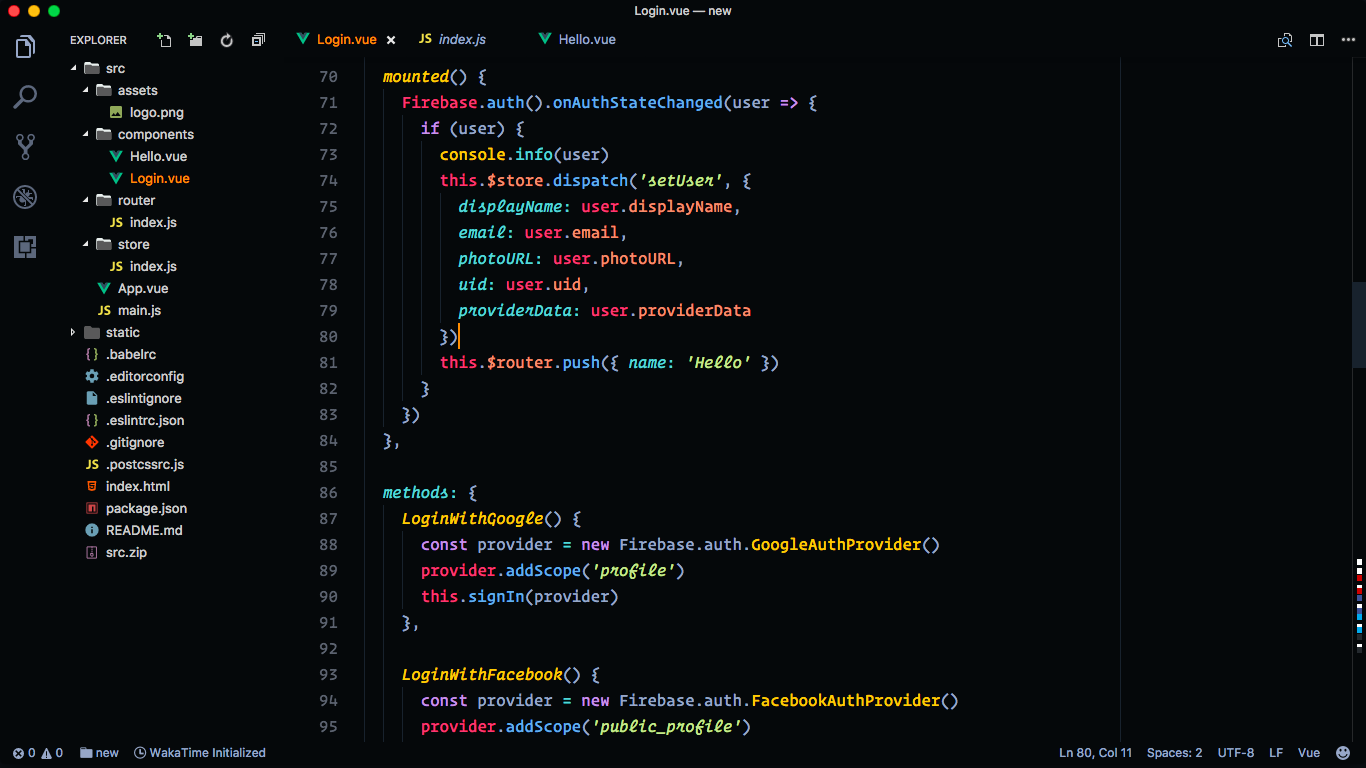 Login.vue — new
EXPLORER
Login.vue
index.js
Hello.vue
src
assets
logo.png
components
Hello.vue
Login.vue
router
JS index.js
store
JS index.js
App.vue
JS main.js
static
{ } .babelrc
.editorconfig
.eslintignore
{ } .eslintrc.json
.gitignore
JS .postcssrc.js
index.html
package.json
README.md
src.zip
70 mounted() {
71 Firebase.auth().onAuthStateChanged(user => {
72 if (user) {
73 console.info(user)
74 this.$store.dispatch('setUser', {
75 displayName: user.displayName,
76 email: user.email,
77 photoURL: user.photoURL,
78 uid: user.uid,
79 providerData: user.providerData
80 })
81 this.$router.push({ name: 'Hello' })
82 }
83 })
84 },
85
86 methods: {
87 LoginWithGoogle() {
88 const provider = new Firebase.auth.GoogleAuthProvider()
89 provider.addScope('profile')
90 this.signIn(provider)
91 },
92
93 LoginWithFacebook() {
94 const provider = new Firebase.auth.FacebookAuthProvider()
95 provider.addScope('public_profile')
0 0 new WakaTime Initialized
Ln 80, Col 11 Spaces: 2 UTF-8 LF Vue